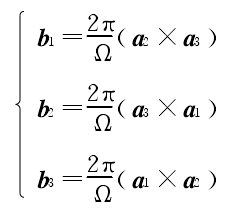 b₁ = 2π/Ω ( a₂ × a₃ )
b₂ = 2π/Ω ( a₃ × a₁ )
b₃ = 2π/Ω ( a₁ × a₂ )